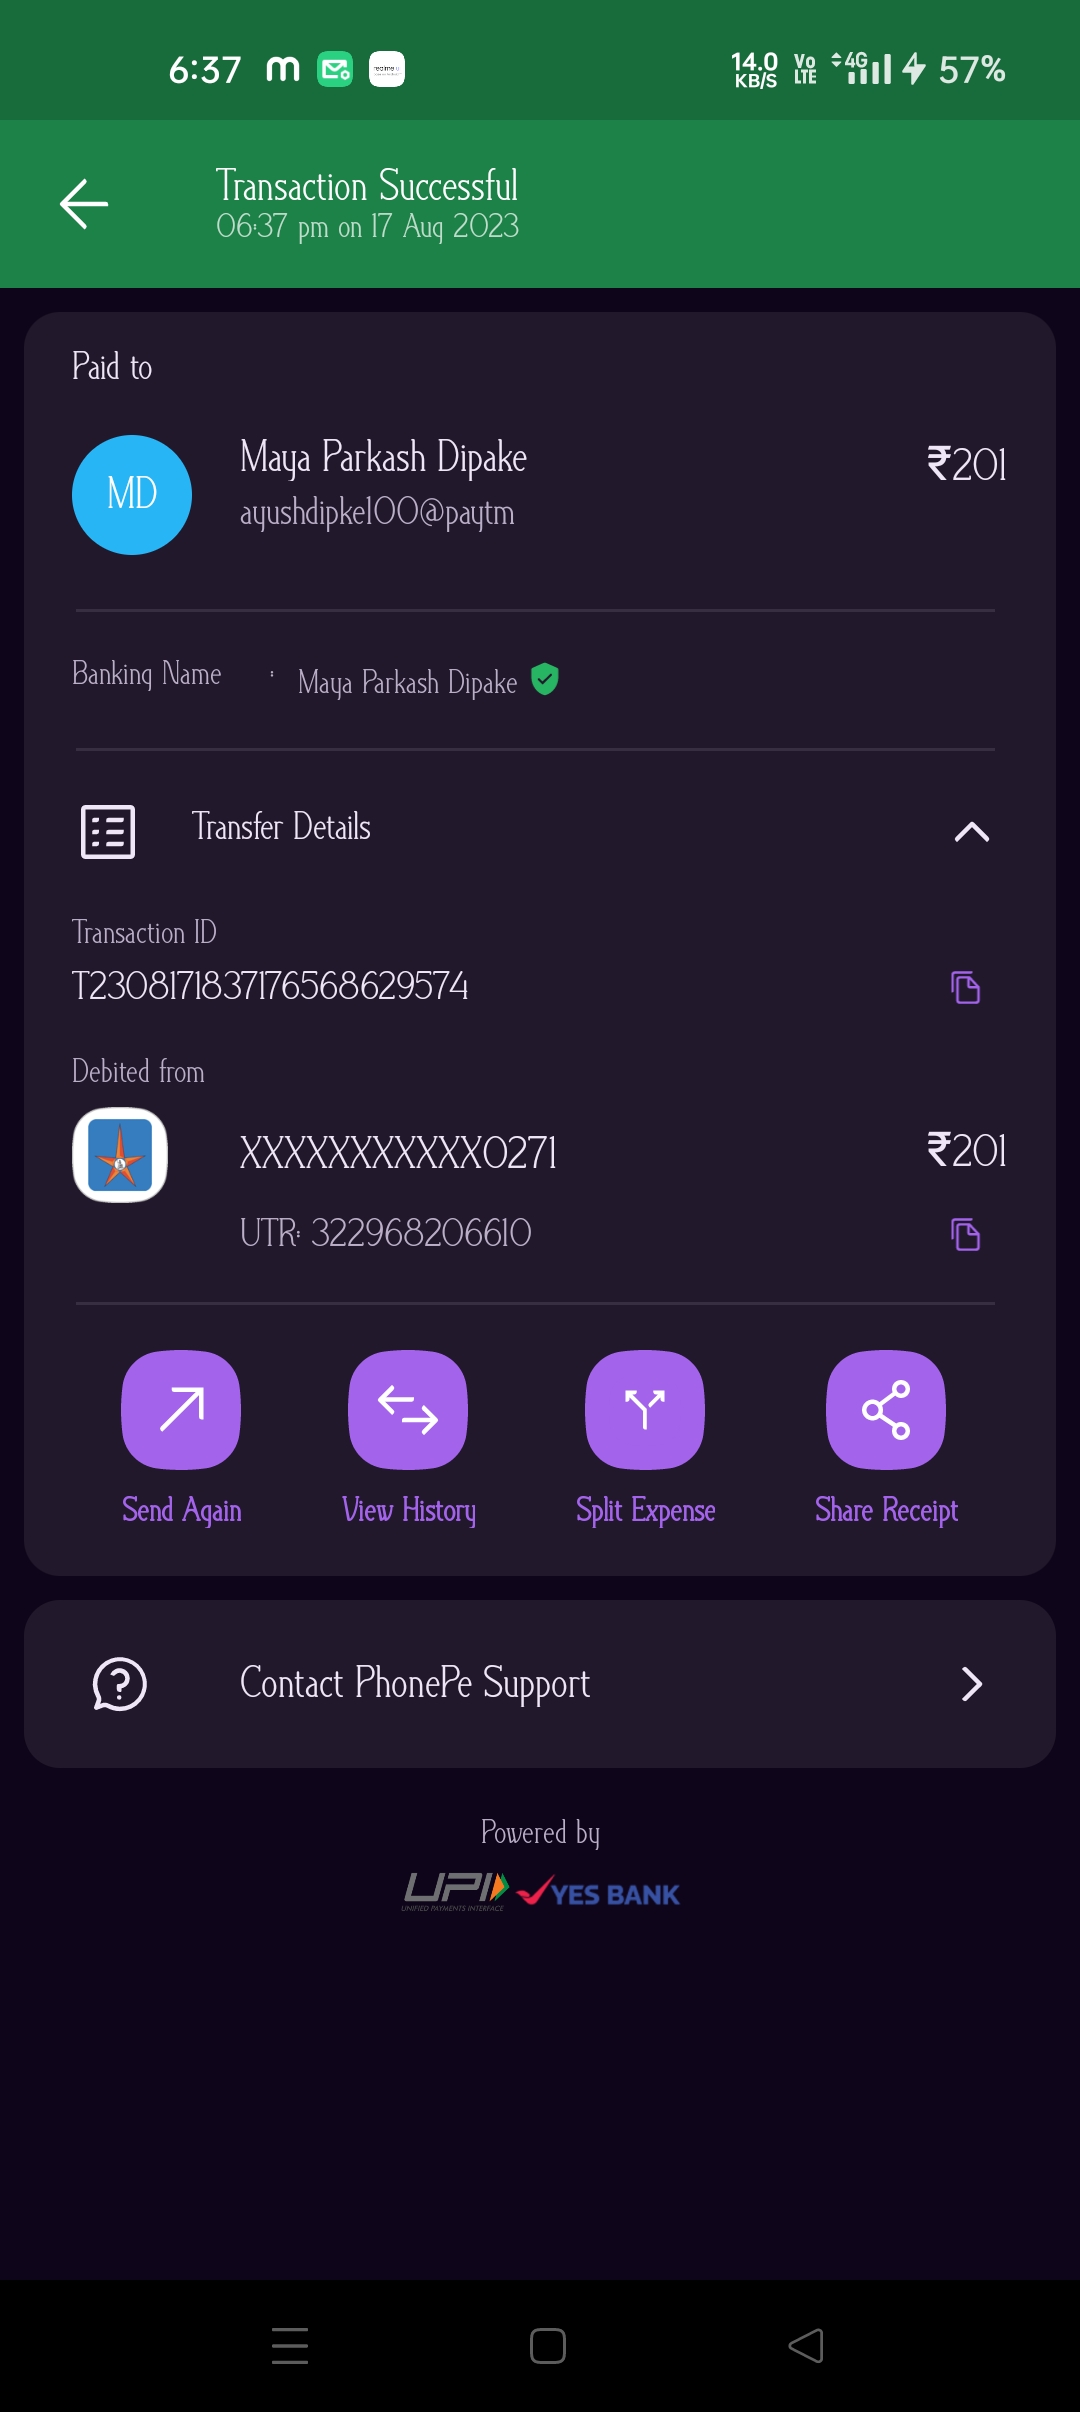 6:37
14.0 KB/S Vo LTE 4G 57%
Transaction Successful
06:37 pm on 17 Aug 2023
Paid to
MD
Maya Parkash Dipake
₹201
ayushdipke100@paytm
Banking Name : Maya Parkash Dipake
Transfer Details
Transaction ID
T2308171837176568629574
Debited from
XXXXXXXXXXX0271
₹201
UTR: 322968206610
Send Again View History Split Expense Share Receipt
Contact PhonePe Support
Powered by
UPI YES BANK
UNIFIED PAYMENTS INTERFACE